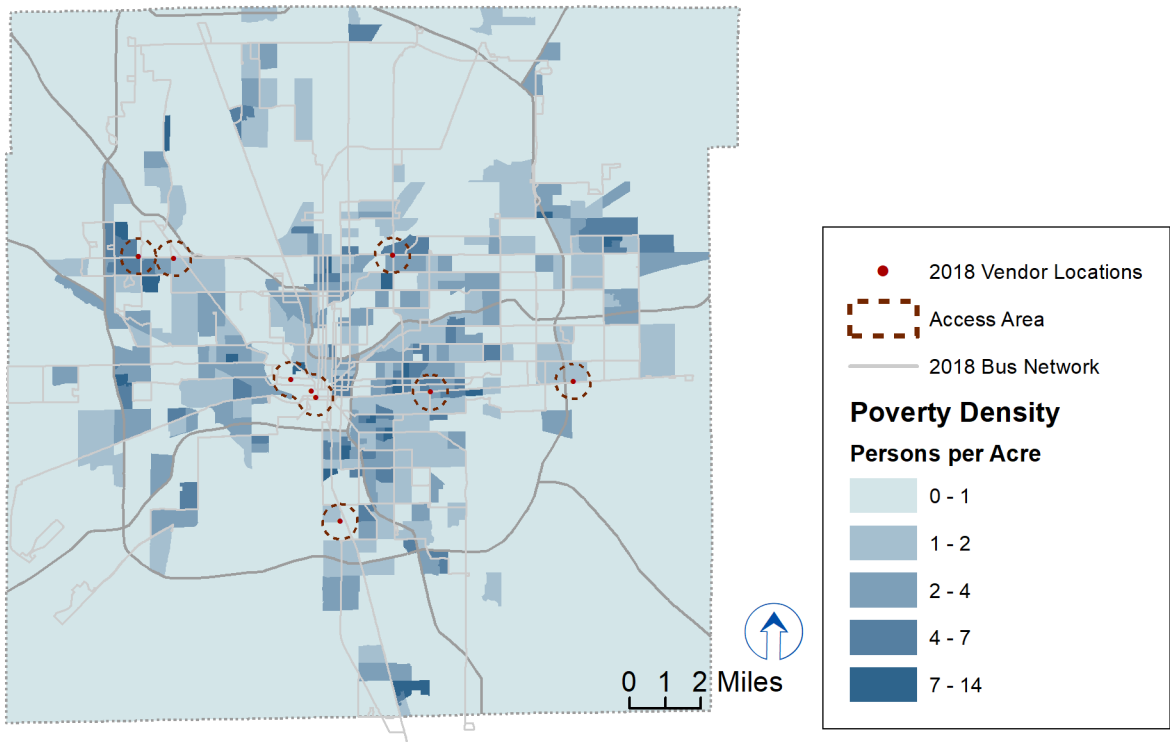 2018 Vendor Locations
Access Area
2018 Bus Network
Poverty Density
Persons per Acre
0 - 1
1 - 2
2 - 4
4 - 7
7 - 14
0 1 2 Miles